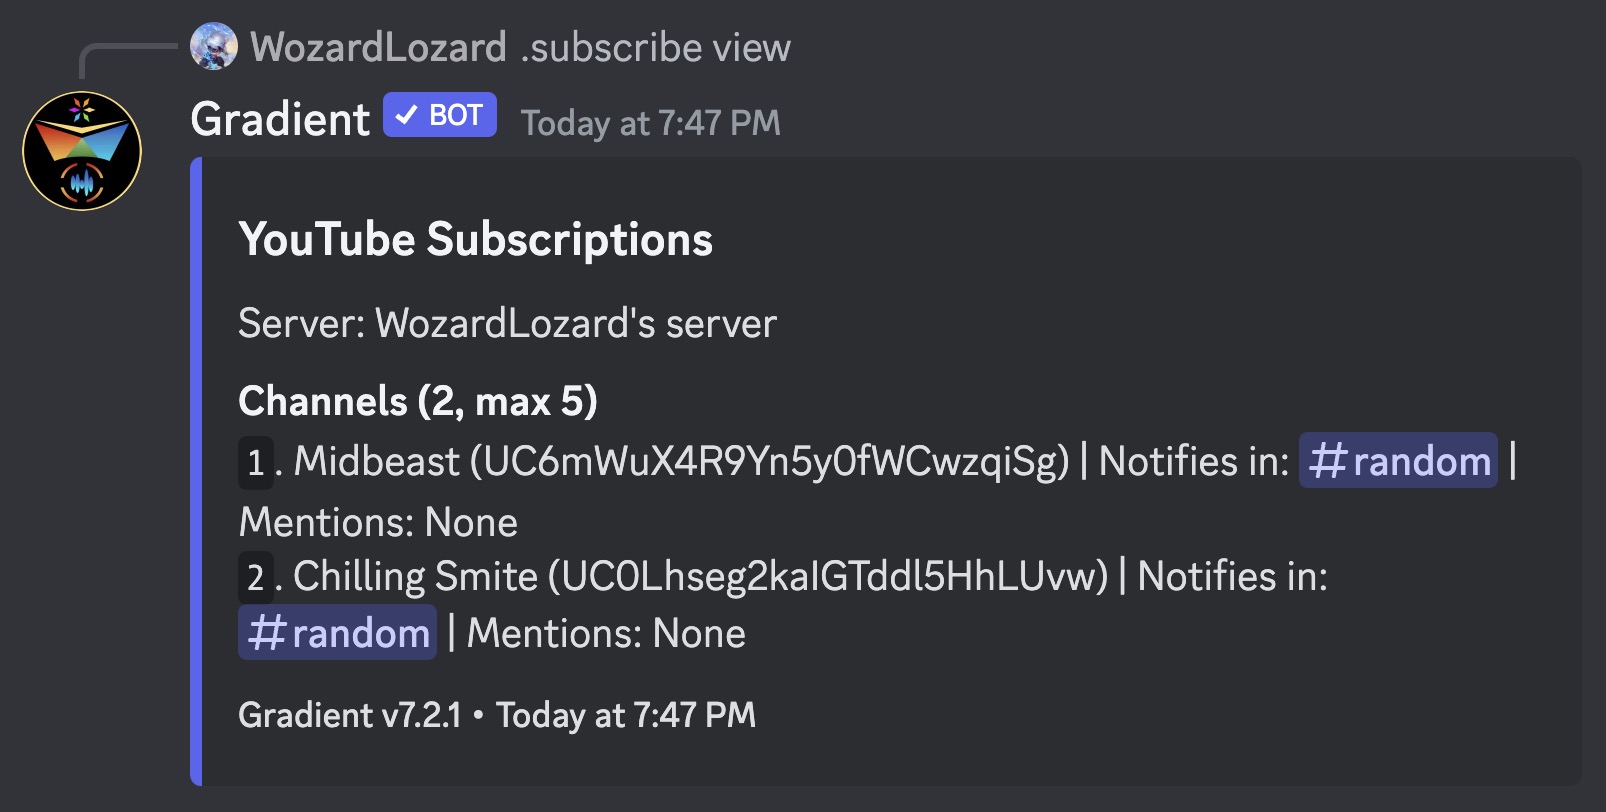 WozardLozard .subscribe view
Gradient ✓ BOT Today at 7:47 PM
YouTube Subscriptions
Server: WozardLozard's server
Channels (2, max 5)
1. Midbeast (UC6mWuX4R9Yn5y0fWCwzqiSg) | Notifies in: #random |
Mentions: None
2. Chilling Smite (UC0Lhseg2kaIGTddl5HhLUvw) | Notifies in:
#random | Mentions: None
Gradient v7.2.1 • Today at 7:47 PM